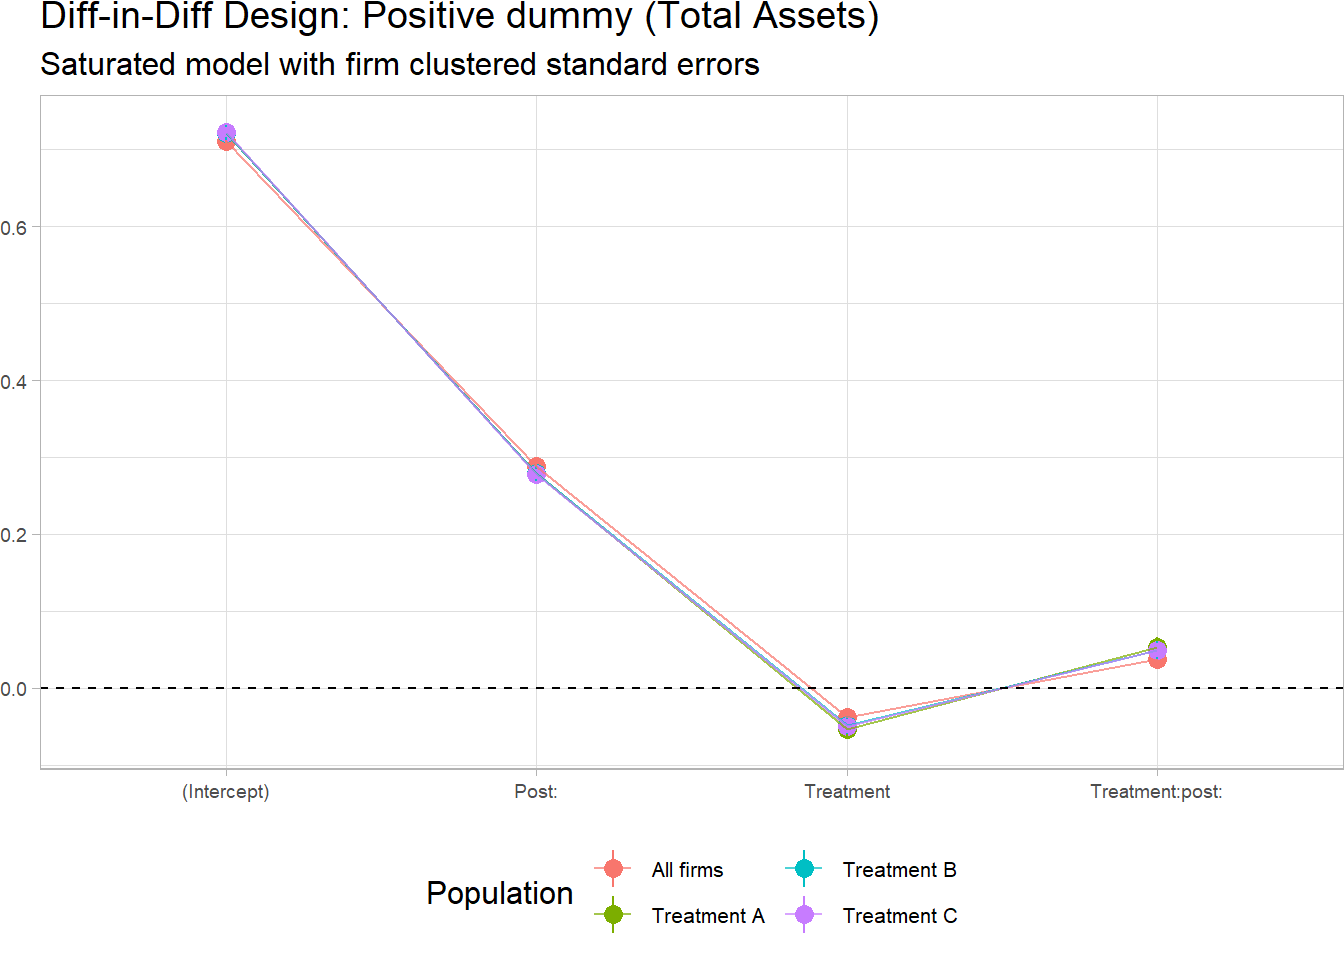 Diff-in-Diff Design: Positive dummy (Total Assets)
Saturated model with firm clustered standard errors
0.6
0.4
0.2
0.0
(Intercept) Post: Treatment Treatment:post:
Population
All firms Treatment B
Treatment A Treatment C